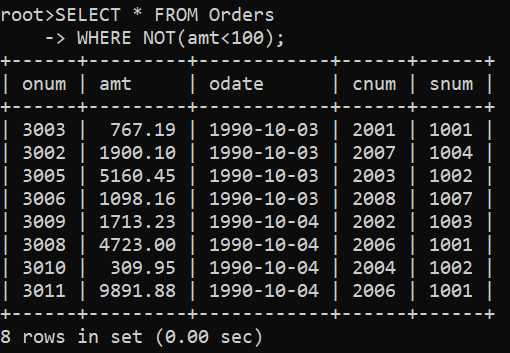 root>SELECT * FROM Orders
    -> WHERE NOT(amt<100);
+------+---------+------------+------+------+
| onum | amt     | odate      | cnum | snum |
+------+---------+------------+------+------+
| 3003 |  767.19 | 1990-10-03 | 2001 | 1001 |
| 3002 | 1900.10 | 1990-10-03 | 2007 | 1004 |
| 3005 | 5160.45 | 1990-10-03 | 2003 | 1002 |
| 3006 | 1098.16 | 1990-10-03 | 2008 | 1007 |
| 3009 | 1713.23 | 1990-10-04 | 2002 | 1003 |
| 3008 | 4723.00 | 1990-10-04 | 2006 | 1001 |
| 3010 |  309.95 | 1990-10-04 | 2004 | 1002 |
| 3011 | 9891.88 | 1990-10-04 | 2006 | 1001 |
+------+---------+------------+------+------+
8 rows in set (0.00 sec)